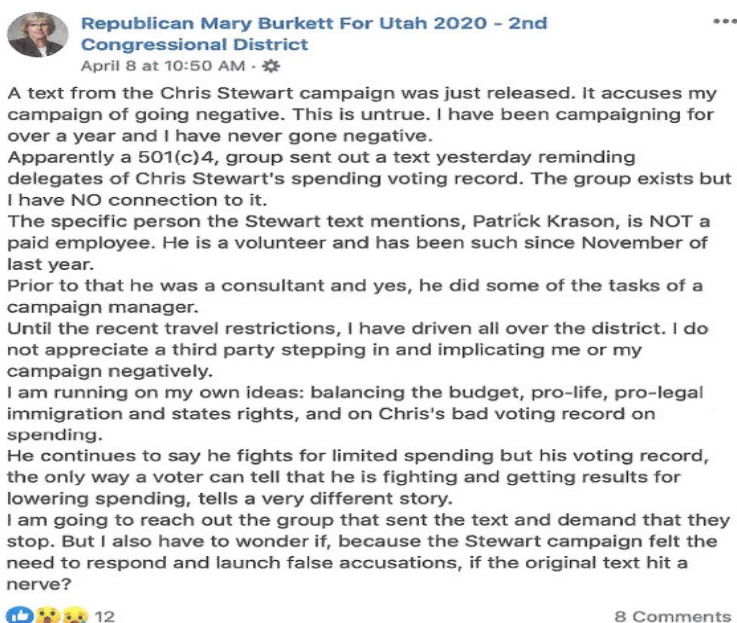 Republican Mary Burkett For Utah 2020 - 2nd
Congressional District
April 8 at 10:50 AM ·
A text from the Chris Stewart campaign was just released. It accuses my
campaign of going negative. This is untrue. I have been campaigning for
over a year and I have never gone negative.
Apparently a 501(c)4, group sent out a text yesterday reminding
delegates of Chris Stewart's spending voting record. The group exists but
I have NO connection to it.
The specific person the Stewart text mentions, Patrick Krason, is NOT a
paid employee. He is a volunteer and has been such since November of
last year.
Prior to that he was a consultant and yes, he did some of the tasks of a
campaign manager.
Until the recent travel restrictions, I have driven all over the district. I do
not appreciate a third party stepping in and implicating me or my
campaign negatively.
I am running on my own ideas: balancing the budget, pro-life, pro-legal
immigration and states rights, and on Chris's bad voting record on
spending.
He continues to say he fights for limited spending but his voting record,
the only way a voter can tell that he is fighting and getting results for
lowering spending, tells a very different story.
I am going to reach out the group that sent the text and demand that they
stop. But I also have to wonder if, because the Stewart campaign felt the
need to respond and launch false accusations, if the original text hit a
nerve?
12 8 Comments